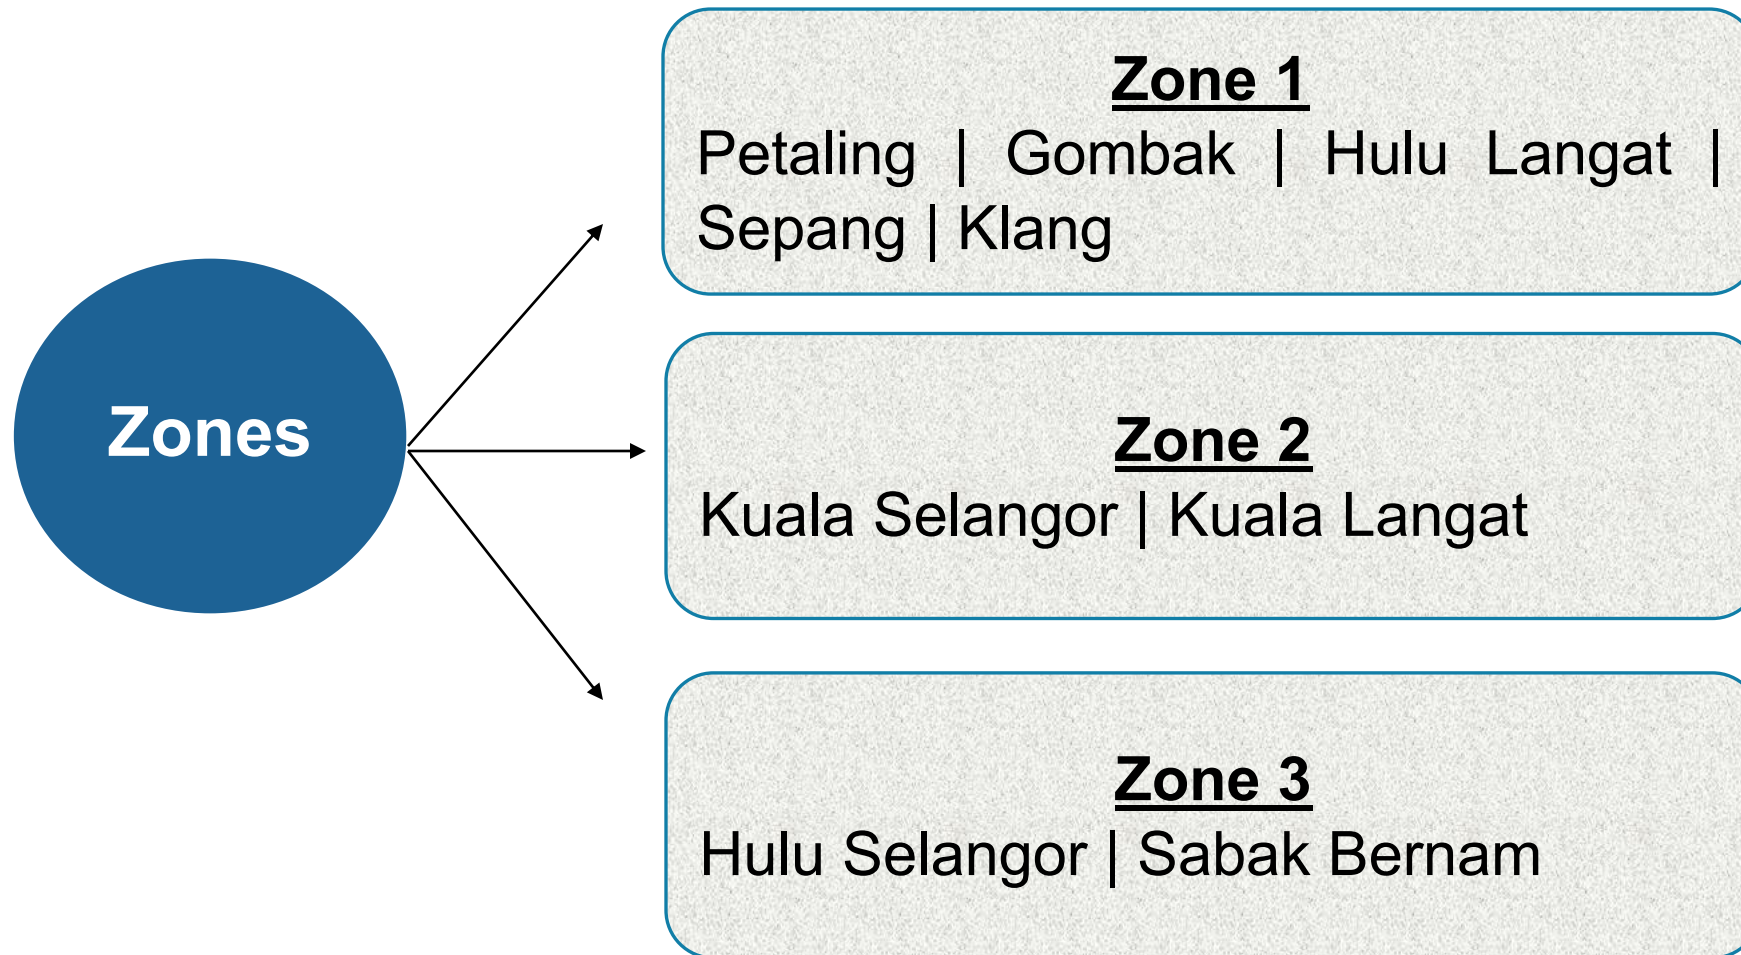 Zones
Zone 1
Petaling | Gombak | Hulu Langat |
Sepang | Klang
Zone 2
Kuala Selangor | Kuala Langat
Zone 3
Hulu Selangor | Sabak Bernam